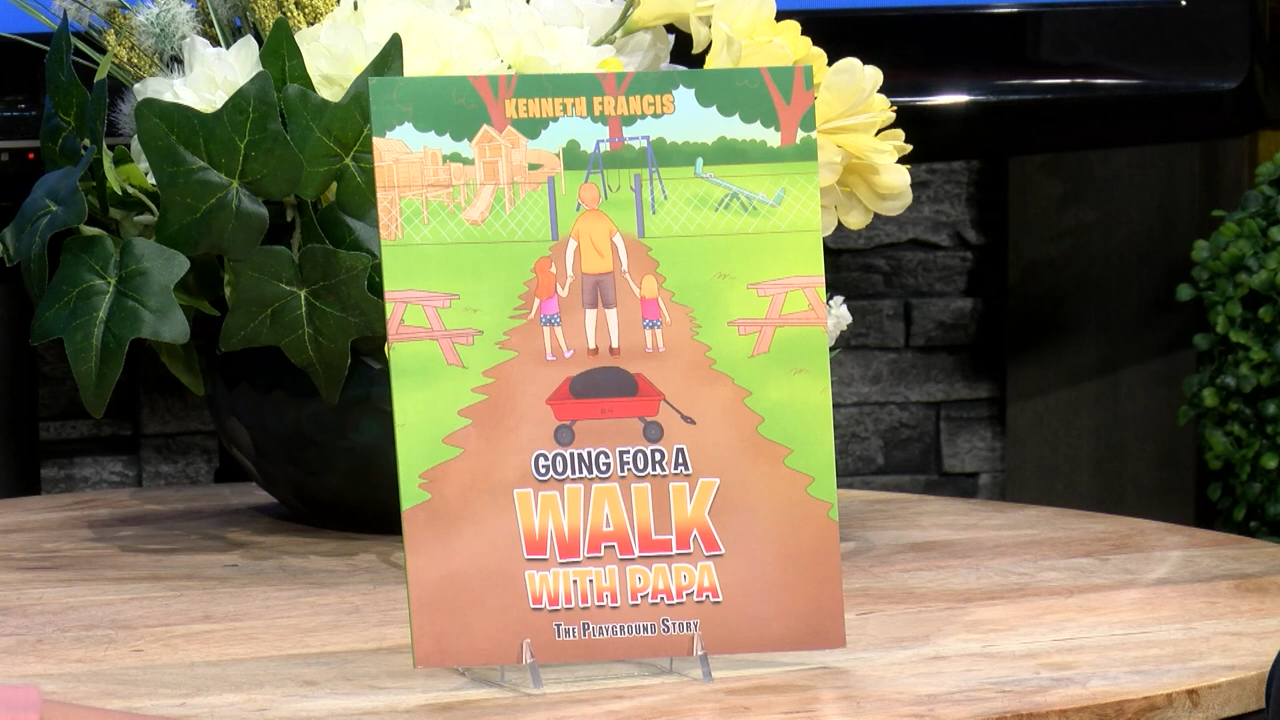 KENNETH FRANCIS
GOING FOR A
WALK
WITH PAPA
THE PLAYGROUND STORY